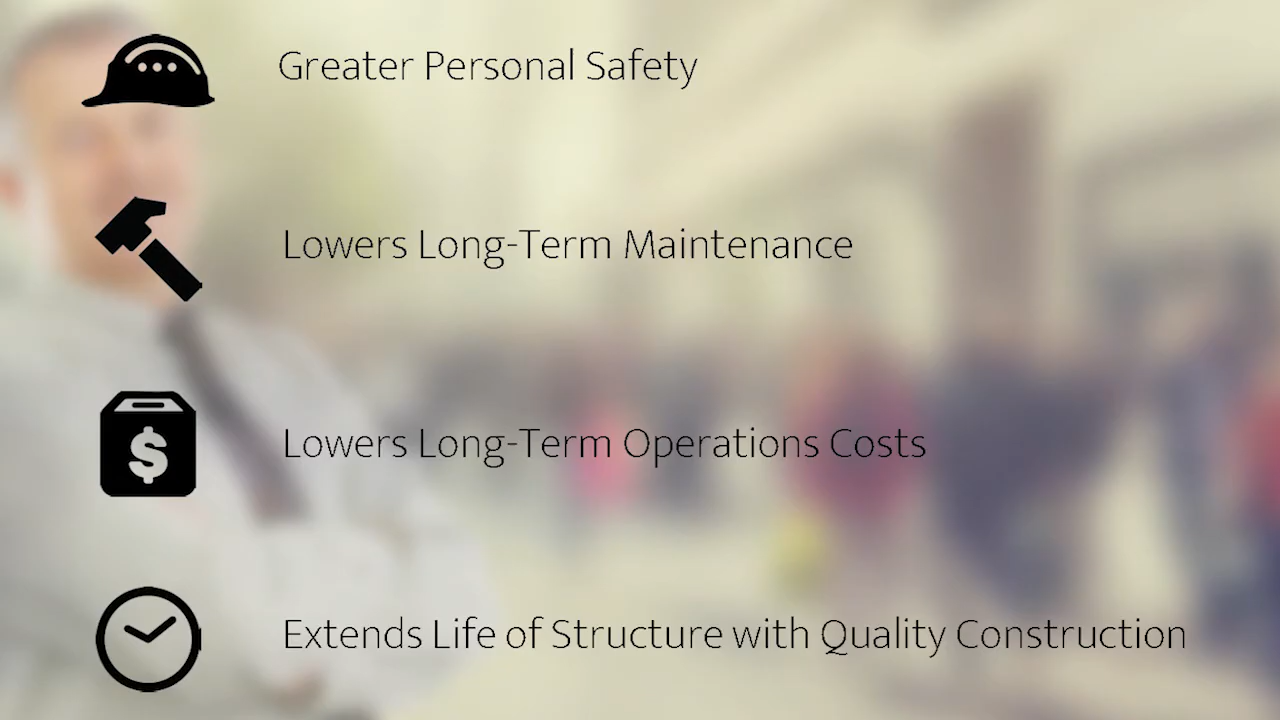 Greater Personal Safety
Lowers Long-Term Maintenance
$
Lowers Long-Term Operations Costs
Extends Life of Structure with Quality Construction